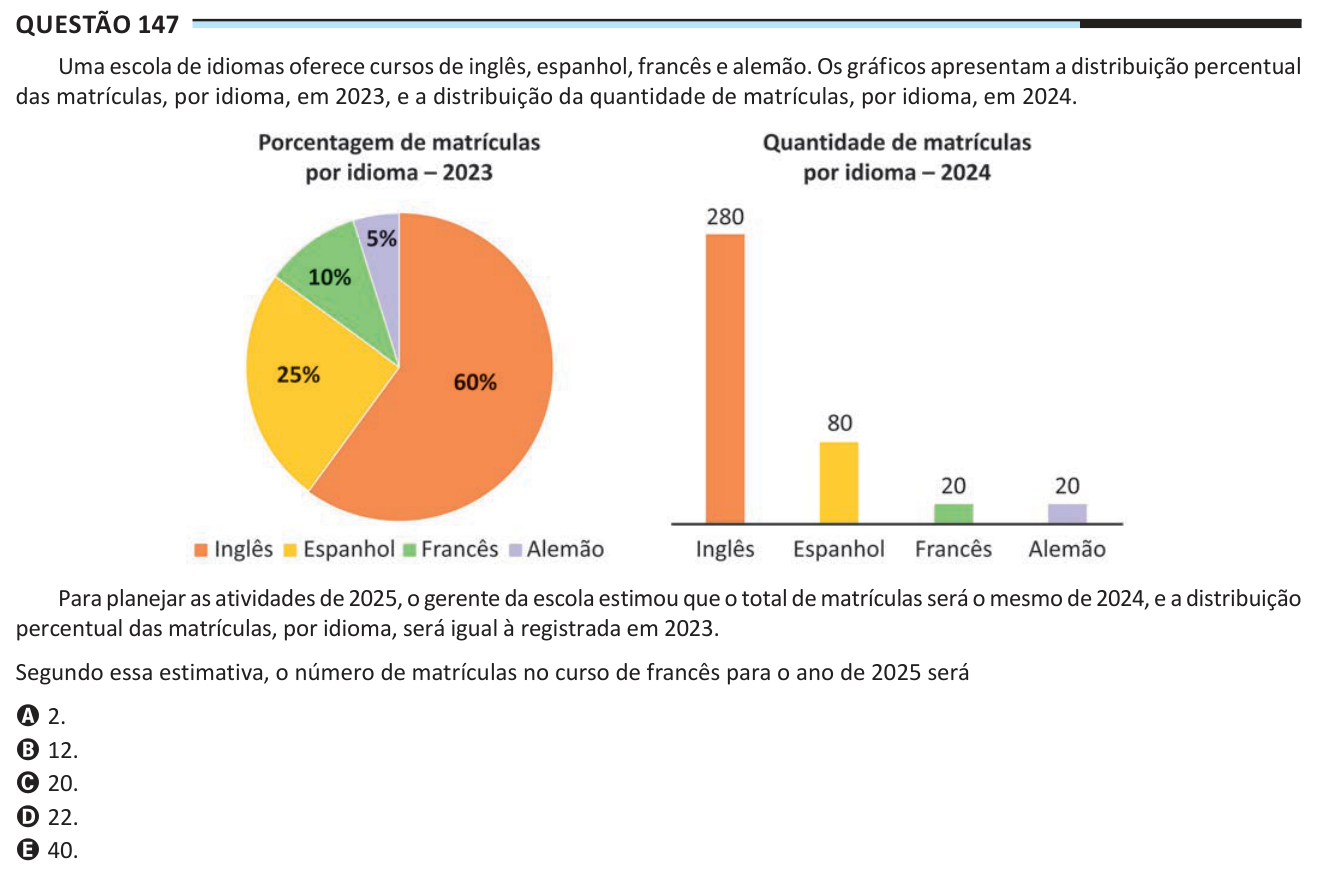 QUESTÃO 147
Uma escola de idiomas oferece cursos de inglês, espanhol, francês e alemão. Os gráficos apresentam a distribuição percentual
das matrículas, por idioma, em 2023, e a distribuição da quantidade de matrículas, por idioma, em 2024.
Porcentagem de matrículas
por idioma – 2023
5%
10%
25%
60%
Inglês Espanhol Francês Alemão
Quantidade de matrículas
por idioma – 2024
280
80
20
20
Inglês Espanhol Francês Alemão
Para planejar as atividades de 2025, o gerente da escola estimou que o total de matrículas será o mesmo de 2024, e a distribuição
percentual das matrículas, por idioma, será igual à registrada em 2023.
Segundo essa estimativa, o número de matrículas no curso de francês para o ano de 2025 será
A 2.
B 12.
C 20.
D 22.
E 40.